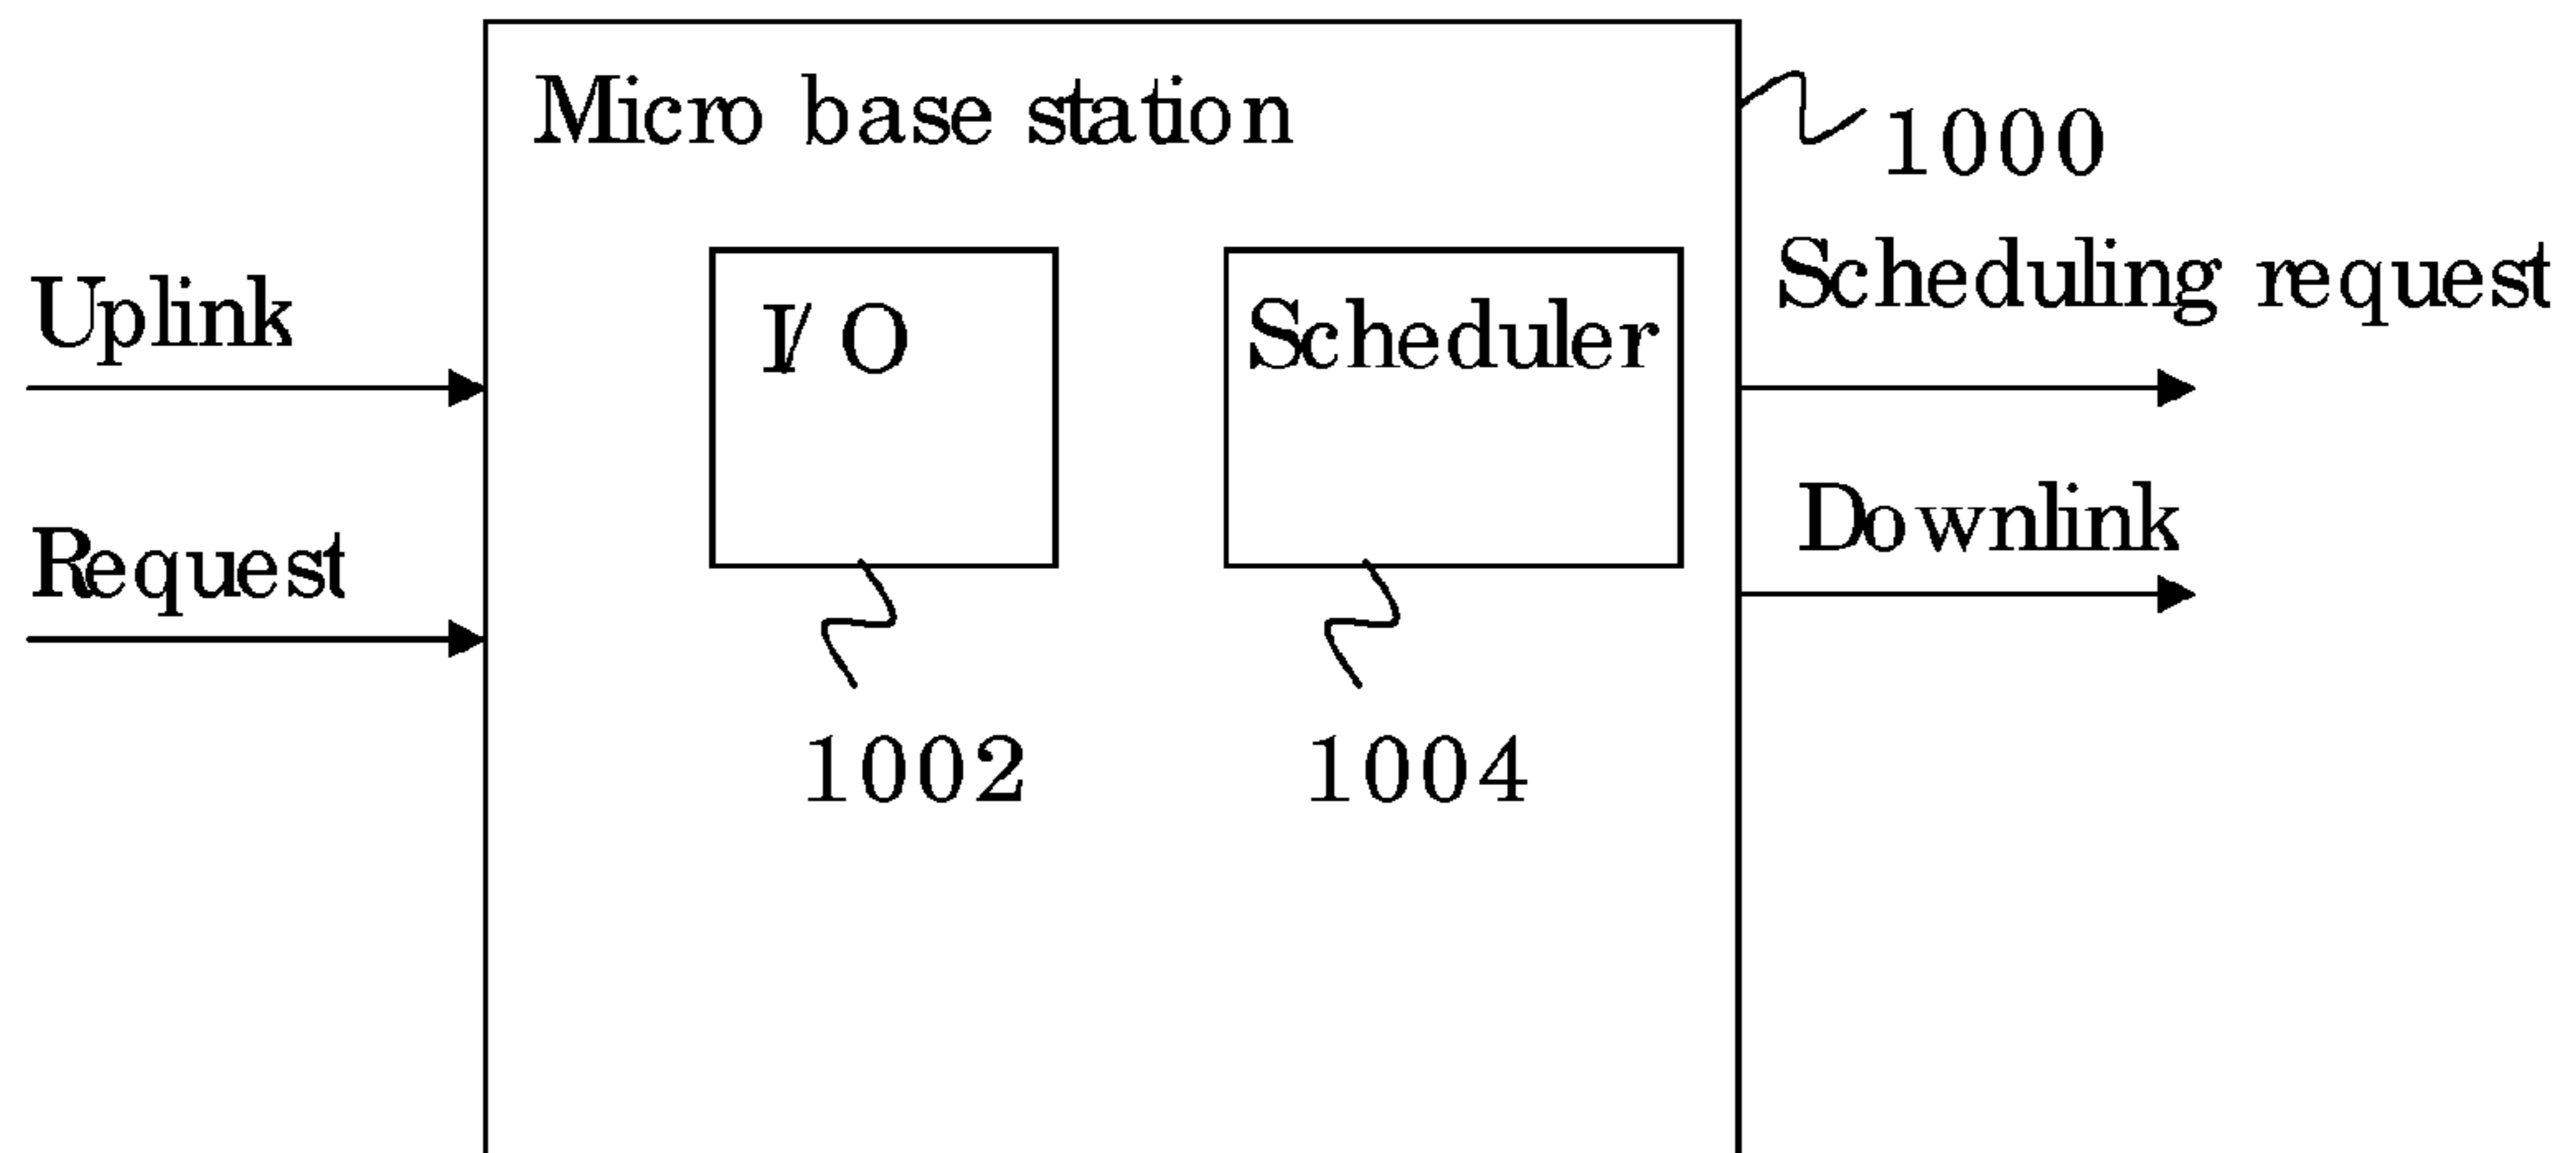 Micro base station
1000
Uplink
I/O
Scheduler
Scheduling request
Request
Downlink
1002
1004